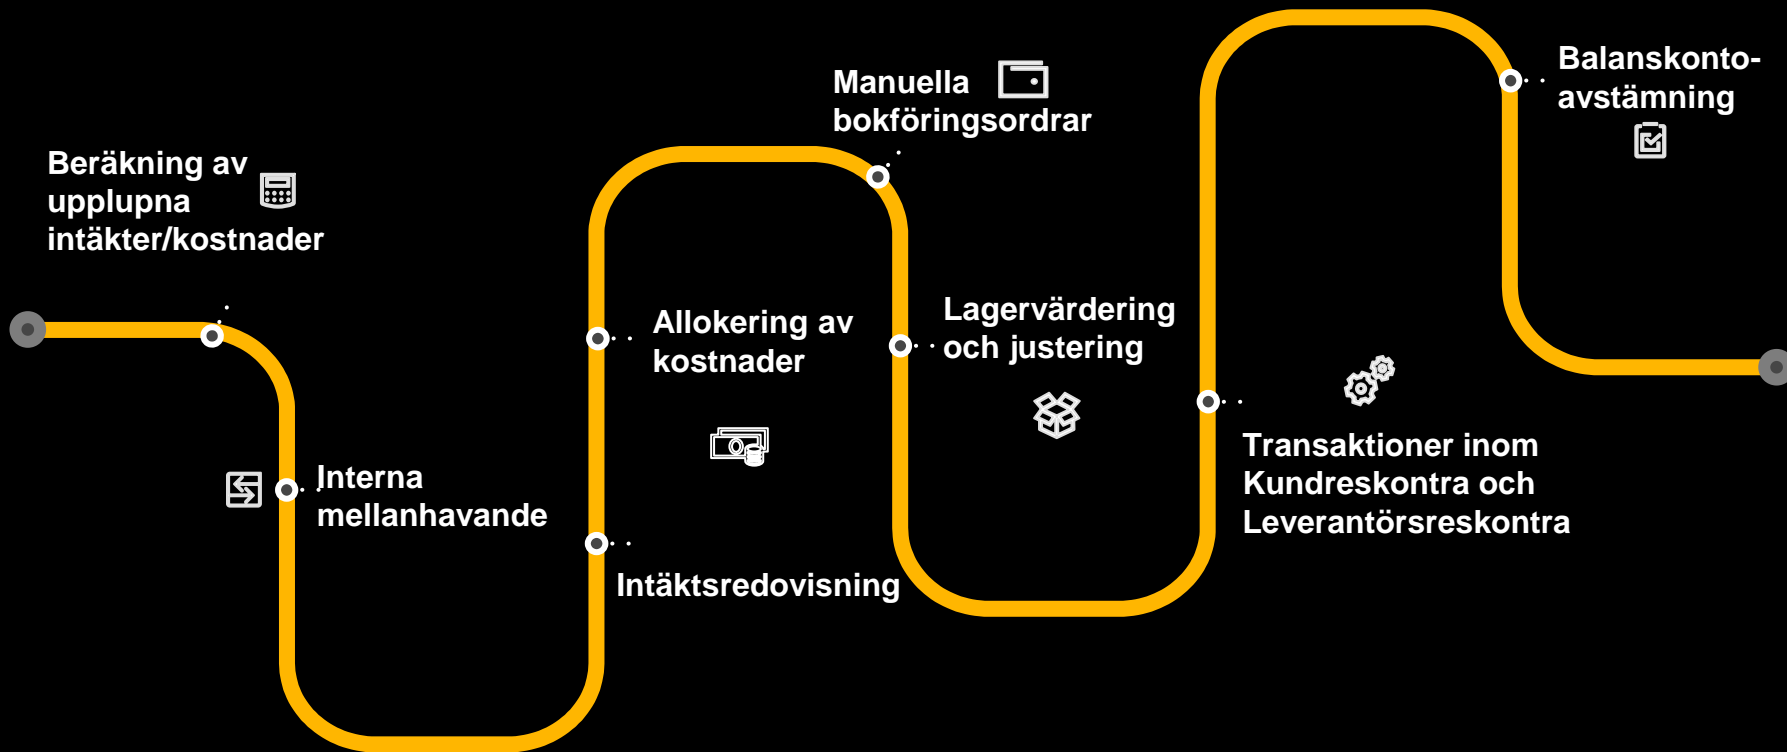 Beräkning av
upplupna
intäkter/kostnader
Interna
mellanhavande
Intäktsredovisning
Allokering av
kostnader
Manuella
bokföringsordrar
Lagervärdering
och justering
Transaktioner inom
Kundreskontra och
Leverantörsreskontra
Balanskonto-
avstämning